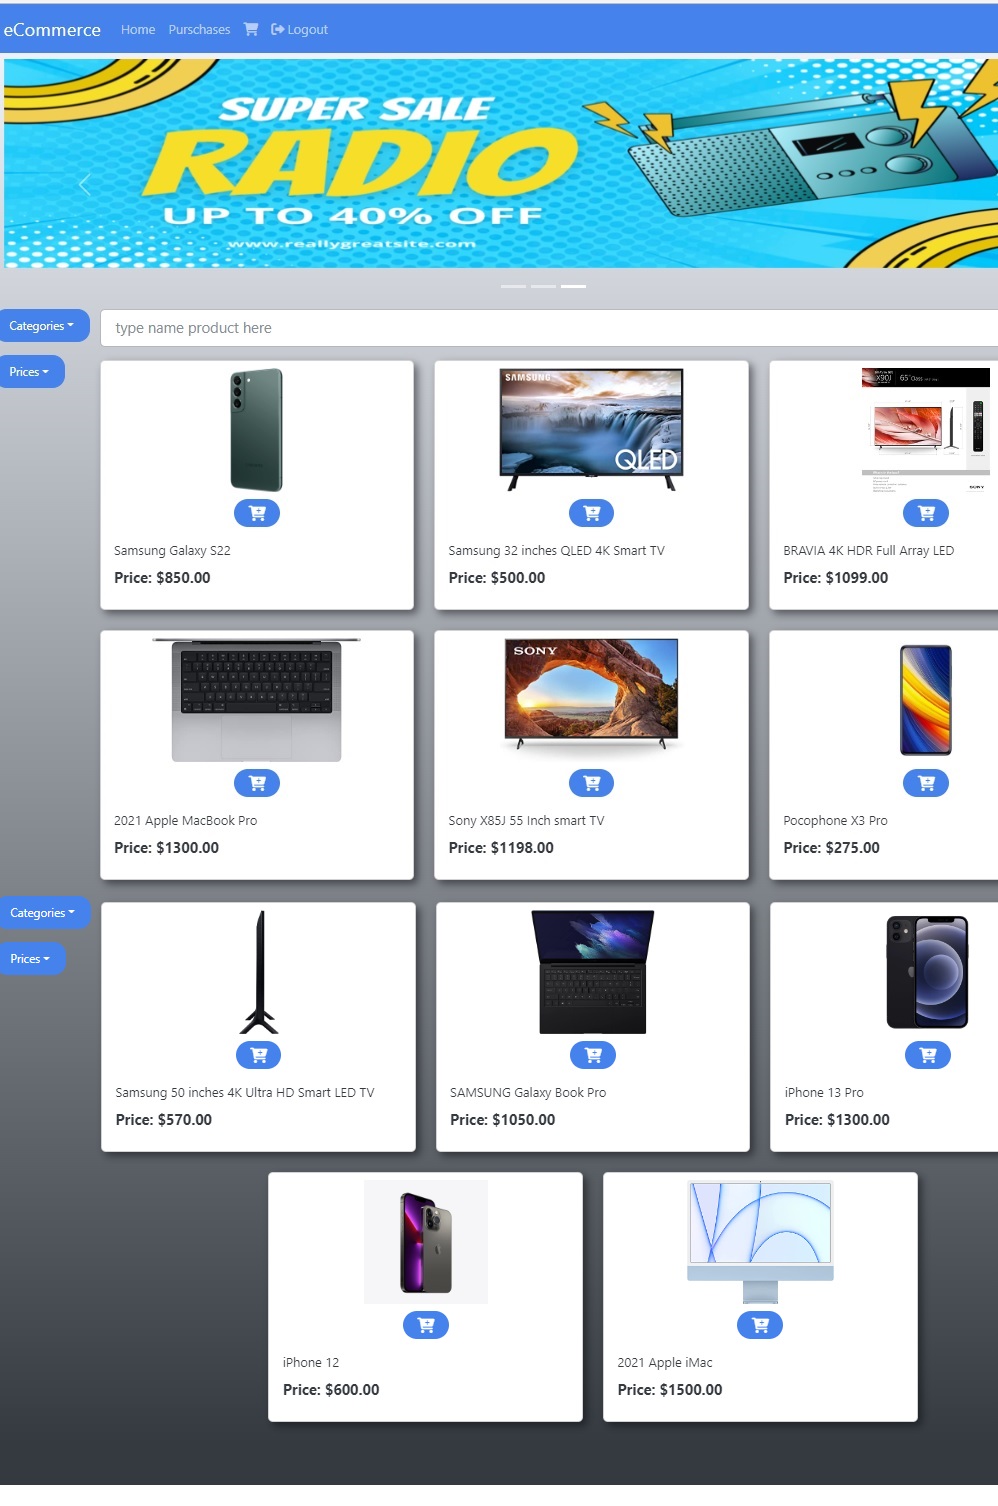 eCommerce Home Purschases Logout
SUPER SALE
RADIO
UP TO 40% OFF
www.reallygreatsite.com
Categories
type name product here
Prices
SAMSUNG
QLED
X90J 65" Class
SONY
Samsung Galaxy S22
Price: $850.00
Samsung 32 inches QLED 4K Smart TV
Price: $500.00
BRAVIA 4K HDR Full Array LED
Price: $1099.00
SONY
2021 Apple MacBook Pro
Price: $1300.00
Sony X85J 55 Inch smart TV
Price: $1198.00
Pocophone X3 Pro
Price: $275.00
Categories
Prices
Samsung 50 inches 4K Ultra HD Smart LED TV
Price: $570.00
SAMSUNG Galaxy Book Pro
Price: $1050.00
iPhone 13 Pro
Price: $1300.00
iPhone 12
Price: $600.00
2021 Apple iMac
Price: $1500.00